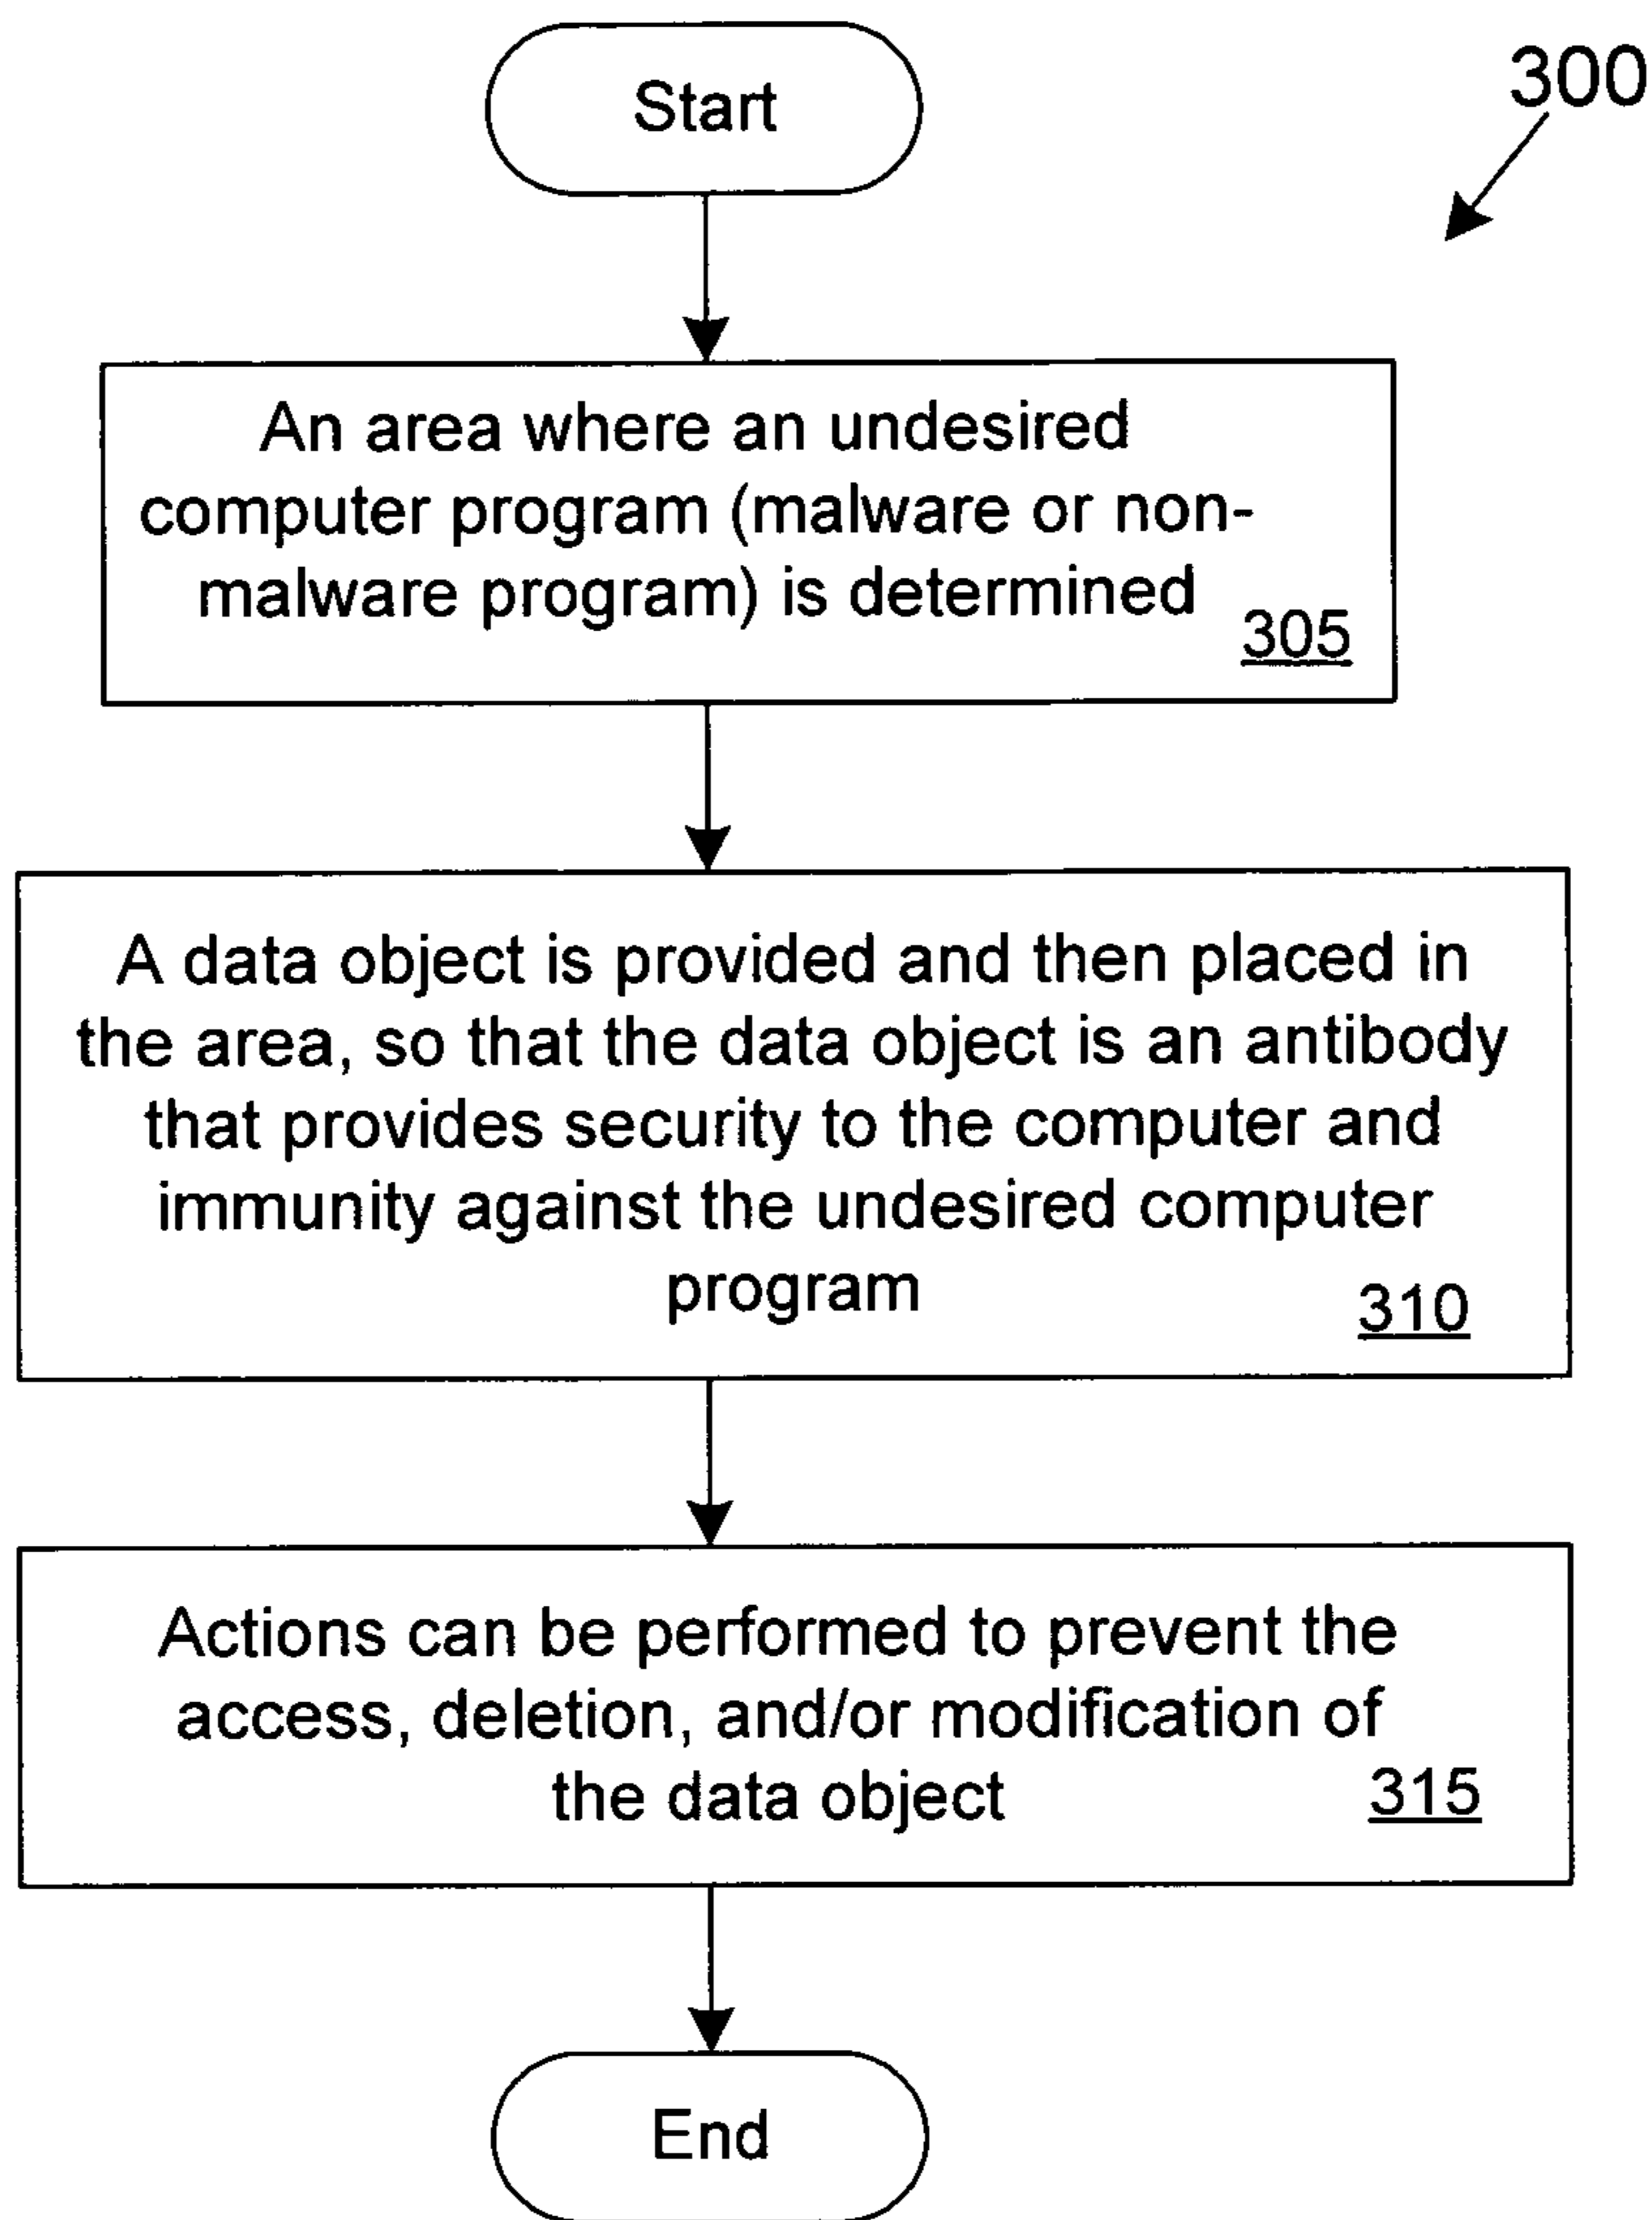 Start
300
An area where an undesired
computer program (malware or non-
malware program) is determined
305
A data object is provided and then placed in
the area, so that the data object is an antibody
that provides security to the computer and
immunity against the undesired computer
program
310
Actions can be performed to prevent the
access, deletion, and/or modification of
the data object
315
End